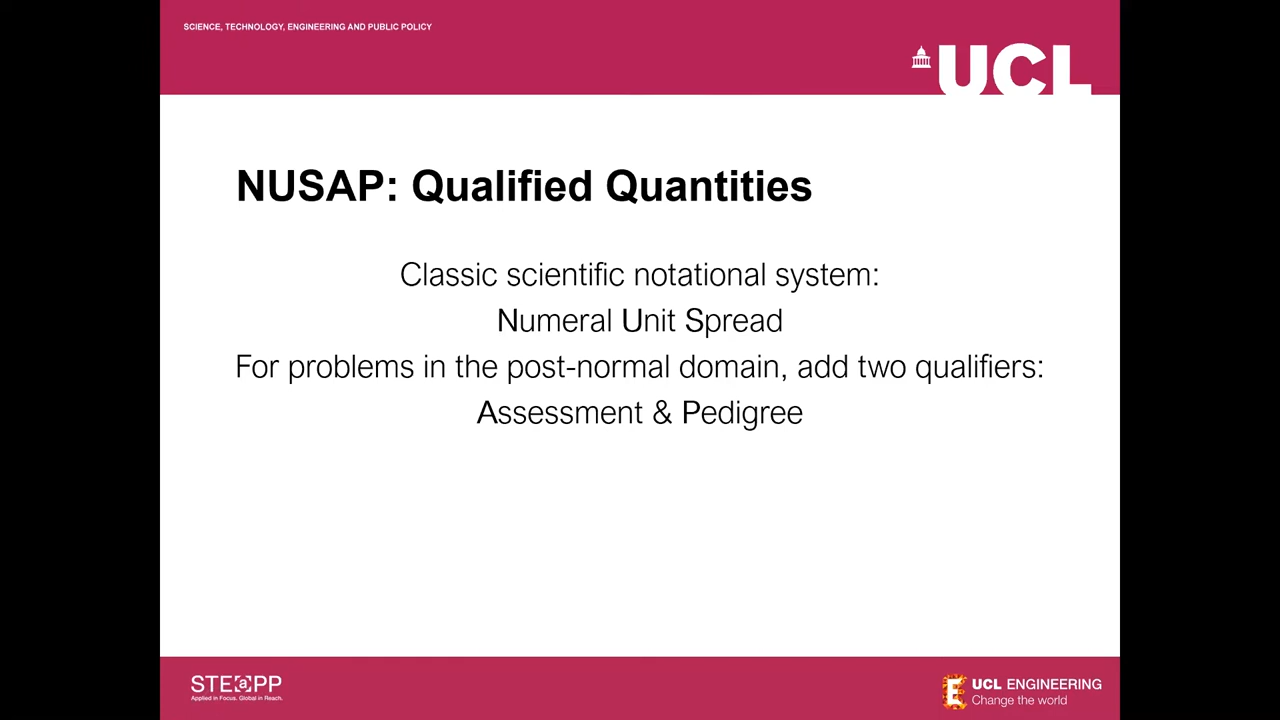 SCIENCE, TECHNOLOGY, ENGINEERING AND PUBLIC POLICY
UCL
NUSAP: Qualified Quantities
Classic scientific notational system:
Numeral Unit Spread
For problems in the post-normal domain, add two qualifiers:
Assessment & Pedigree
STEaPP
Applied in Focus. Global in Reach.
UCL ENGINEERING
Change the world